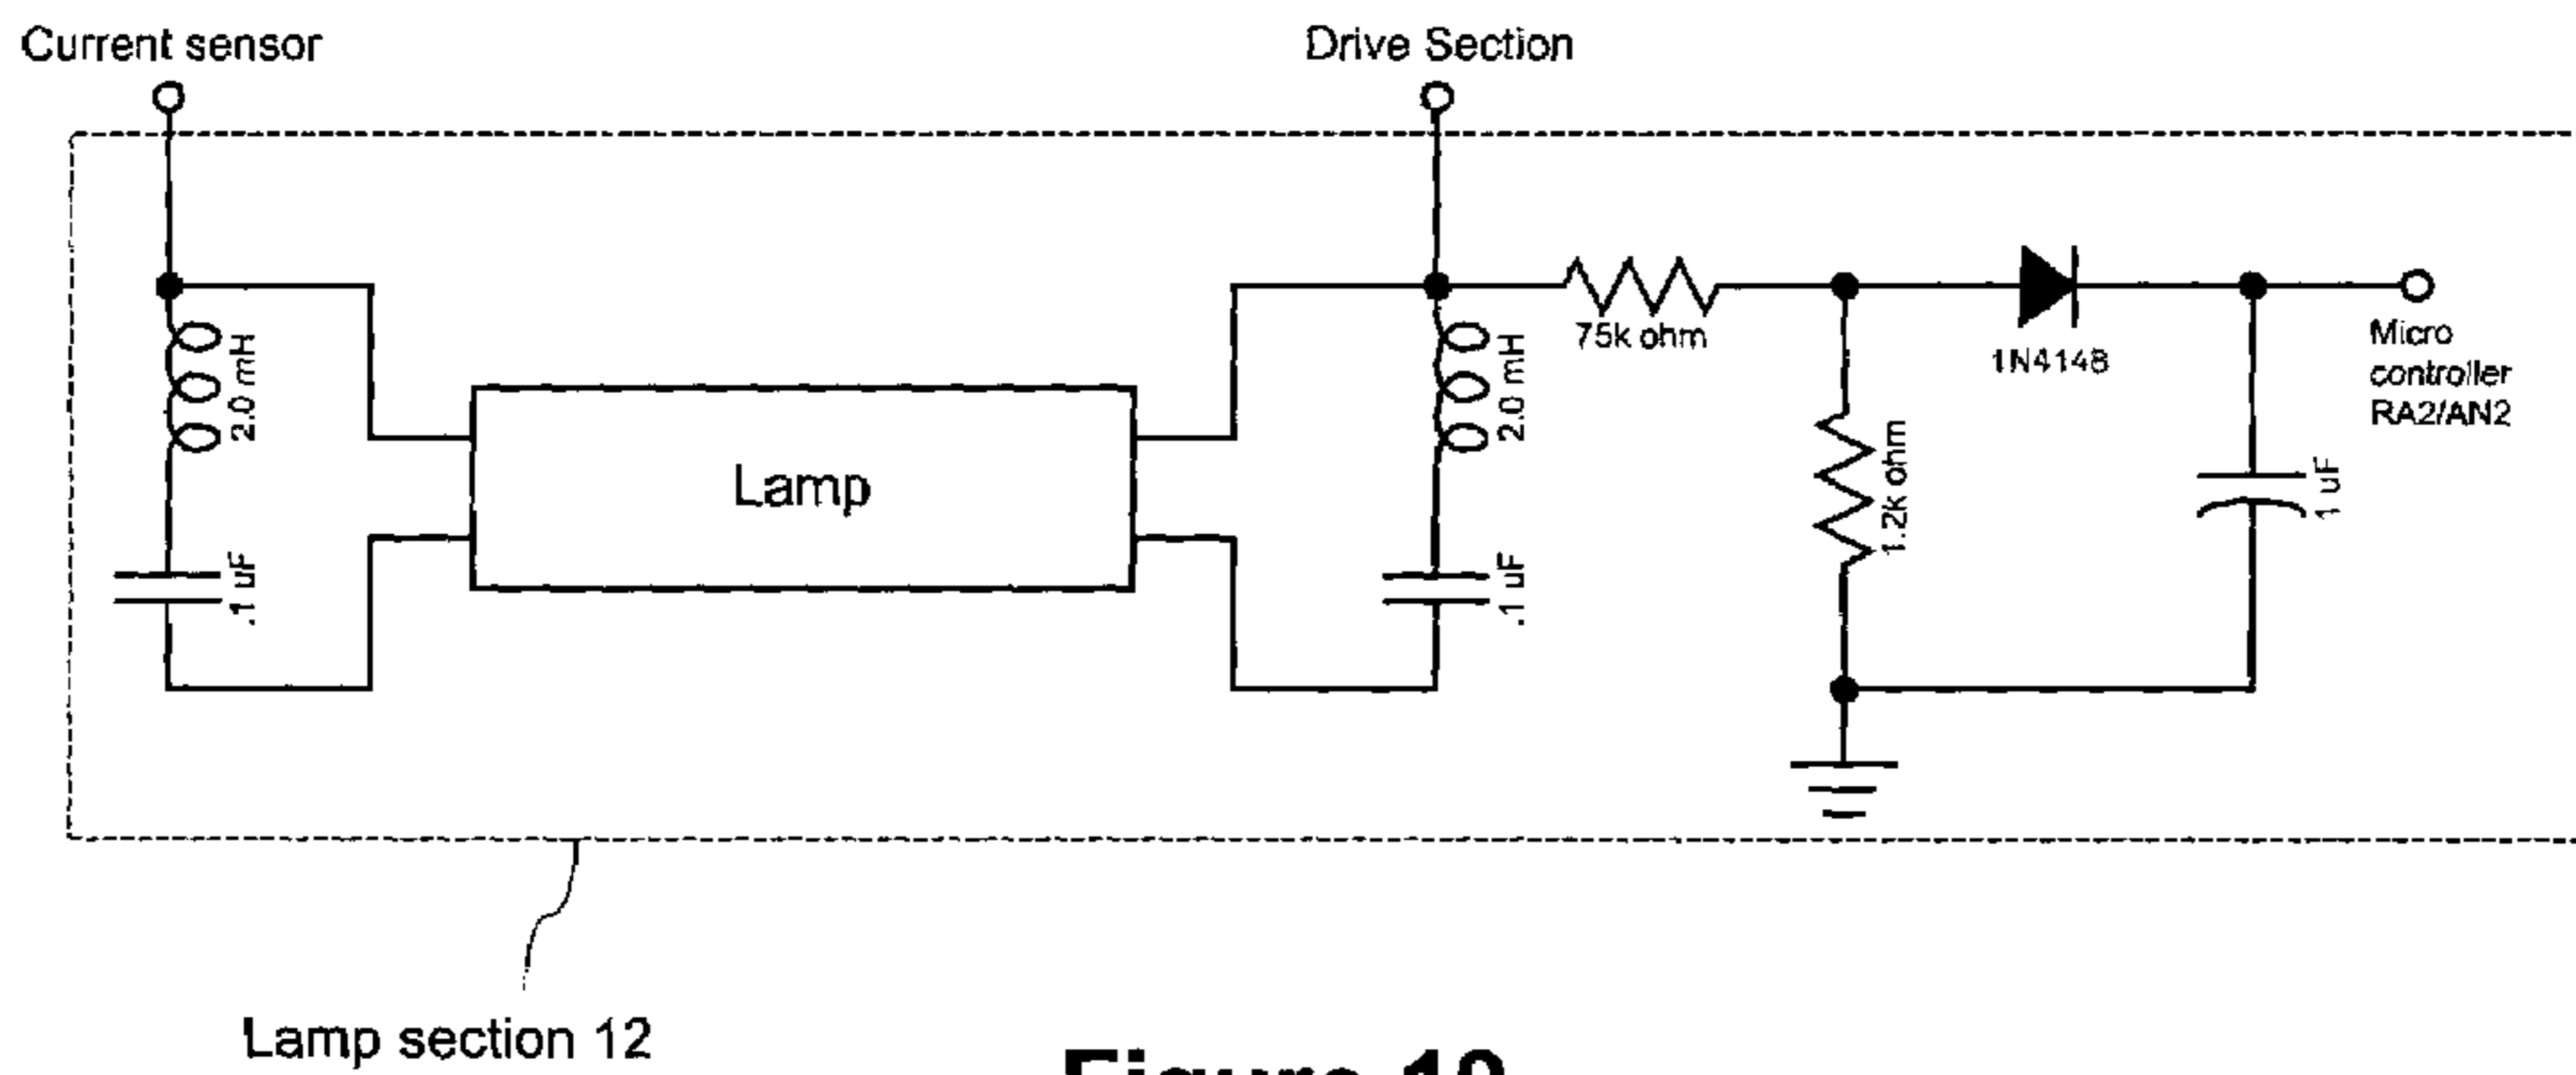 Current sensor
Drive Section
2.0 mH
.1 uF
Lamp
2.0 mH
.1 uF
75k ohm
1.2k ohm
1N4148
1 uF
Micro
controller
RA2/AN2
Lamp section 12